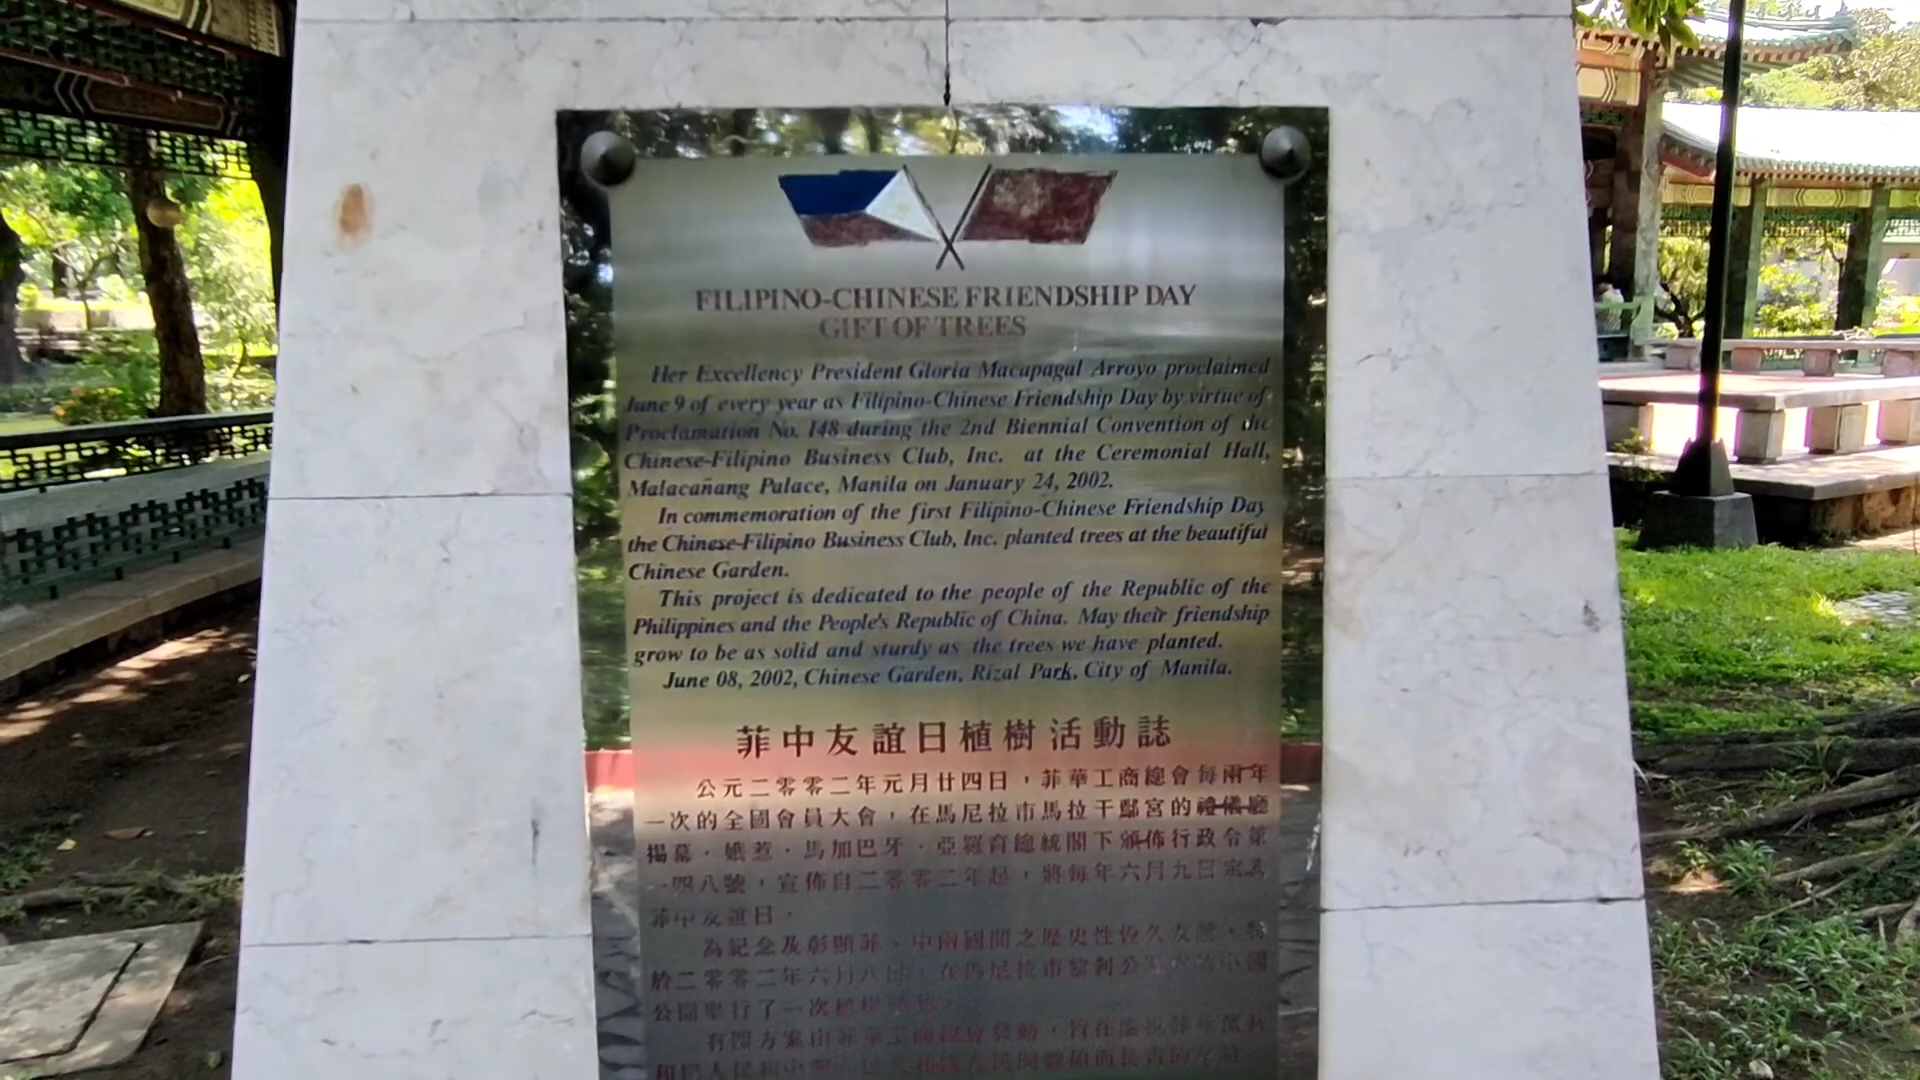 FILIPINO-CHINESE FRIENDSHIP DAY
GIFT OF TREES
Her Excellency President Gloria Macapagal Arroyo proclaimed
June 9 of every year as Filipino-Chinese Friendship Day by virtue of
Proclamation No. 148 during the 2nd Biennial Convention of the
Chinese-Filipino Business Club, Inc. at the Ceremonial Hall,
Malacañang Palace, Manila on January 24, 2002.
In commemoration of the first Filipino-Chinese Friendship Day
the Chinese-Filipino Business Club, Inc. planted trees at the beautiful
Chinese Garden.
This project is dedicated to the people of the Republic of the
Philippines and the People's Republic of China. May their friendship
grow to be as solid and sturdy as the trees we have planted.
June 08, 2002, Chinese Garden, Rizal Park, City of Manila.
菲中友誼日植樹活動誌
公元二零零二年元月廿四日，菲華工商總會每兩年
一次的全國會員大會，在馬尼拉市馬拉干鄢宮的禮儀廳
揭幕。嫵惹·馬加巴牙·亞羅育總統閣下頒佈行政令第
一四八號，宣佈自二零零二年起，將每年六月九日定為
菲中友誼日。
為紀念及彰顯菲、中兩國間之歷史性恆久友誼，特
於二零零二年六月八日，在馬尼拉市黎剎公園內的中國
公園舉行了一次植樹